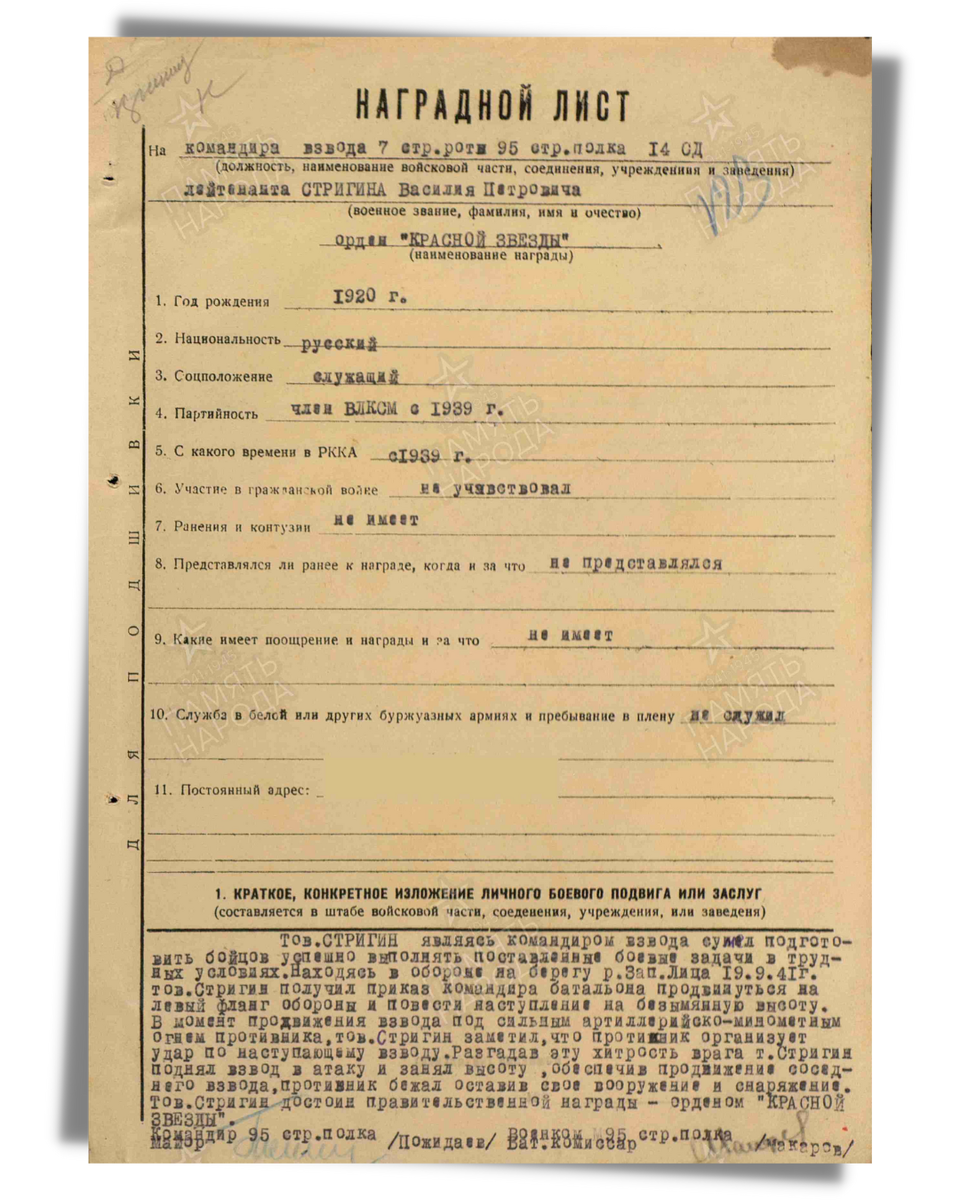 НАГРАДНОЙ ЛИСТ
На командира взвода 7 стр.роты 95 стр.полка 14 СД
(должность, наименование войсковой части, соединения, учреждениия и заведения)
лейтенанта СТРИГИНА Василия Петровича
(военное звание, фамилия, имя и очество)
орден "КРАСНОЙ ЗВЕЗДЫ"
(наименование награды)
1. Год рождения 1920 г.
2. Национальность русский
3. Соцположение служащий
4. Партийность член ВЛКСМ с 1939 г.
5. С какого времени в РККА с1939 г.
6. Участие в гражданской войне не учавствовал
7. Ранения и контузии не имеет
8. Представлялся ли ранее к награде, когда и за что не представлялся
9. Какие имеет поощрение и награды и за что не имеет
10. Служба в белой или других буржуазных армиях и пребывание в плену не служил
11. Постоянный адрес:
ДЛЯ ПОДШИВКИ
1. КРАТКОЕ, КОНКРЕТНОЕ ИЗЛОЖЕНИЕ ЛИЧНОГО БОЕВОГО ПОДВИГА ИЛИ ЗАСЛУГ
(составляется в штабе войсковой части, соеденения, учреждения, или заведеня)
Тов.СТРИГИН являясь командиром взвода сумел подгото-
вить бойцов успешно выполнять поставленные боевые задачи в труд-
ных условиях.Находясь в обороне на берегу р.Зап.Лица 19.9.41г.
тов.Стригин получил приказ командира батальона продвинуться на
левый фланг обороны и повести наступление на безымянную высоту.
В момент продвижения взвода под сильным артиллерийско-минометным
огнем противника,тов.Стригин заметил,что противник организует
удар по наступающему взводу.Разгадав эту хитрость врага т.Стригин
поднял взвод в атаку и занял высоту ,обеспечив продвижение сосед-
него взвода,противник бежал оставив свое вооружение и снаряжение.
Тов.Стригин достоин правительственной награды - орденом "КРАСНОЙ
ЗВЕЗДЫ".
Командир 95 стр.полка Военком 95 стр.полка
майор /Пожидаев/ Бат.Комиссар /макаров/
ПАМЯТЬ НАРОДА